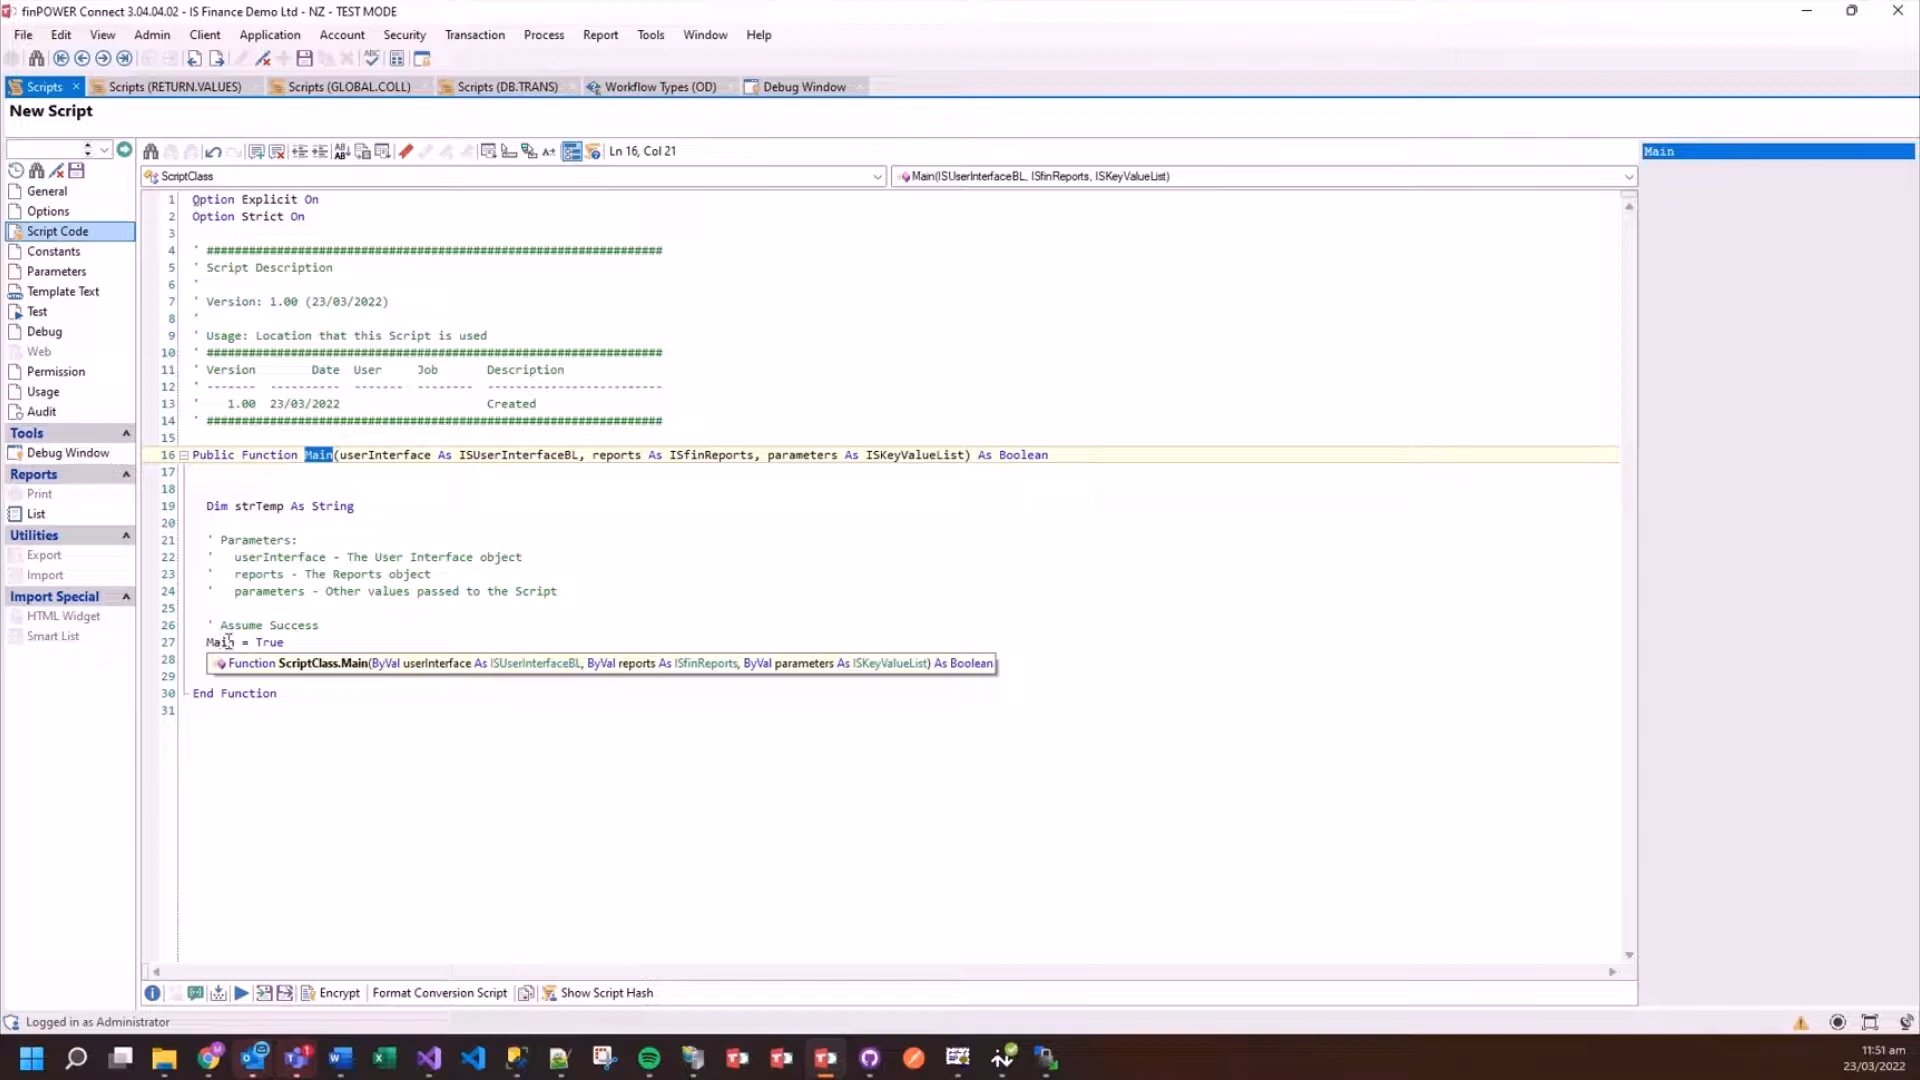 finPOWER Connect 3.04.04.02 - IS Finance Demo Ltd - NZ - TEST MODE
File Edit View Admin Client Application Account Security Transaction Process Report Tools Window Help
Scripts Scripts (RETURN.VALUES) Scripts (GLOBAL.COLL) Scripts (DB.TRANS) Workflow Types (OD) Debug Window
New Script
Ln 16, Col 21
Main
ScriptClass
Main(ISUserInterfaceBL, ISfinReports, ISKeyValueList)
General
Options
Script Code
Constants
Parameters
Template Text
Test
Debug
Web
Permission
Usage
Audit
Tools
Debug Window
Reports
Print
List
Utilities
Export
Import
Import Special
HTML Widget
Smart List
1 Option Explicit On
2 Option Strict On
3
4 ' #################################################################
5 ' Script Description
6 '
7 ' Version: 1.00 (23/03/2022)
8 '
9 ' Usage: Location that this Script is used
10 ' #################################################################
11 ' Version Date User Job Description
12 ' ------- ---------- ------- -------- -------------------------
13 ' 1.00 23/03/2022 Created
14 ' #################################################################
15
16 Public Function Main(userInterface As ISUserInterfaceBL, reports As ISfinReports, parameters As ISKeyValueList) As Boolean
17
18
19 Dim strTemp As String
20
21 ' Parameters:
22 ' userInterface - The User Interface object
23 ' reports - The Reports object
24 ' parameters - Other values passed to the Script
25
26 ' Assume Success
27 Main = True
28 Function ScriptClass.Main(ByVal userInterface As ISUserInterfaceBL, ByVal reports As ISfinReports, ByVal parameters As ISKeyValueList) As Boolean
29
30 End Function
31
Encrypt Format Conversion Script Show Script Hash
Logged in as Administrator
11:51 am
23/03/2022